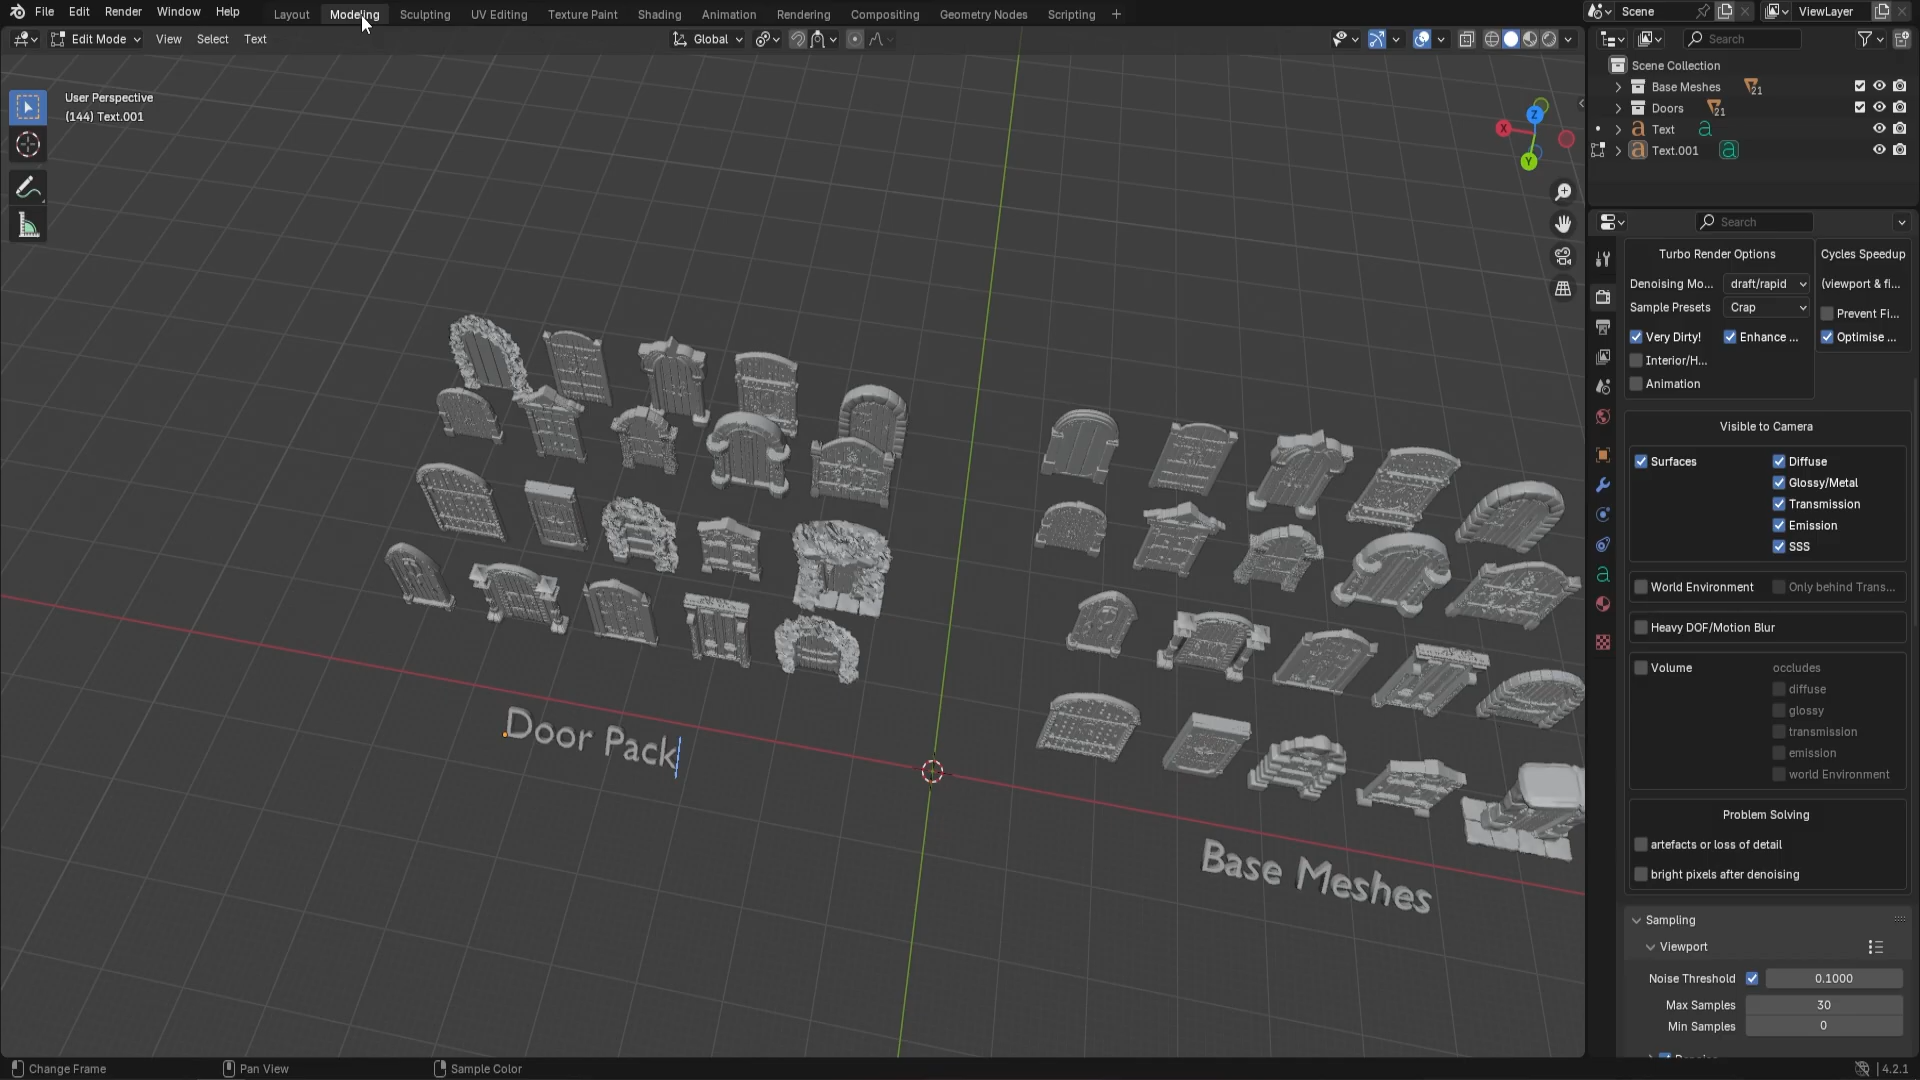 File Edit Render Window Help Layout Modeling Sculpting UV Editing Texture Paint Shading Animation Rendering Compositing Geometry Nodes Scripting + Scene ViewLayer
Edit Mode View Select Text Global Search
User Perspective
(144) Text.001
Scene Collection
Base Meshes 21
Doors 21
Text
Text.001
X Z Y
Search
Turbo Render Options Cycles Speedup
Denoising Mo... draft/rapid (viewport & fi...
Sample Presets Crap Prevent Fi...
Very Dirty! Enhance ... Optimise ...
Interior/H...
Animation
Visible to Camera
Surfaces Diffuse
Glossy/Metal
Transmission
Emission
SSS
World Environment Only behind Trans...
Heavy DOF/Motion Blur
Volume occludes
diffuse
glossy
transmission
emission
world Environment
Problem Solving
artefacts or loss of detail
bright pixels after denoising
Sampling
Viewport
Noise Threshold 0.1000
Max Samples 30
Min Samples 0
Door Pack
Base Meshes
Change Frame Pan View Sample Color 4.2.1